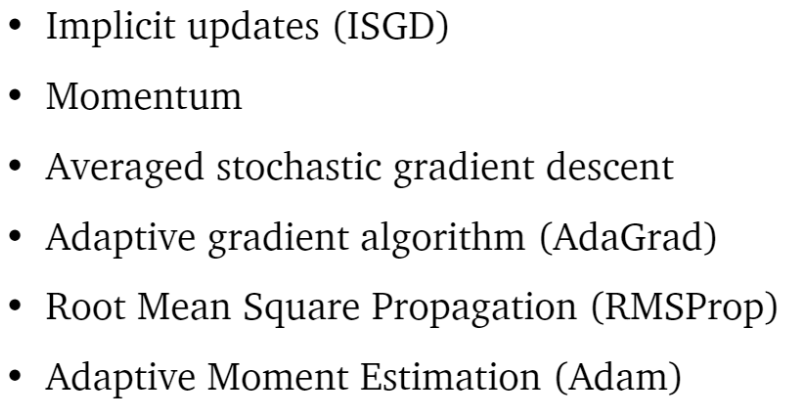 • Implicit updates (ISGD)
• Momentum
• Averaged stochastic gradient descent
• Adaptive gradient algorithm (AdaGrad)
• Root Mean Square Propagation (RMSProp)
• Adaptive Moment Estimation (Adam)